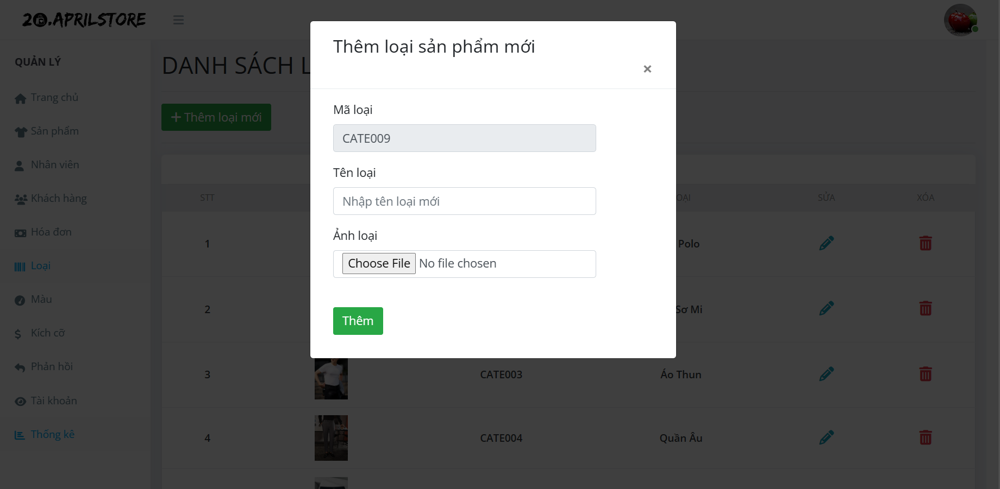 20.APRILSTORE
QUẢN LÝ
Trang chủ
Sản phẩm
Nhân viên
Khách hàng
Hóa đơn
Loại
Màu
Kích cỡ
Phản hồi
Tài khoản
Thống kê
DANH SÁCH L
Thêm loại mới
Thêm loại sản phẩm mới
×
Mã loại
CATE009
Tên loại
Nhập tên loại mới
Ảnh loại
Choose File No file chosen
Thêm
STT OẠI SỬA XÓA
1 Polo
2 Sơ Mi
3 CATE003 Áo Thun
4 CATE004 Quần Âu